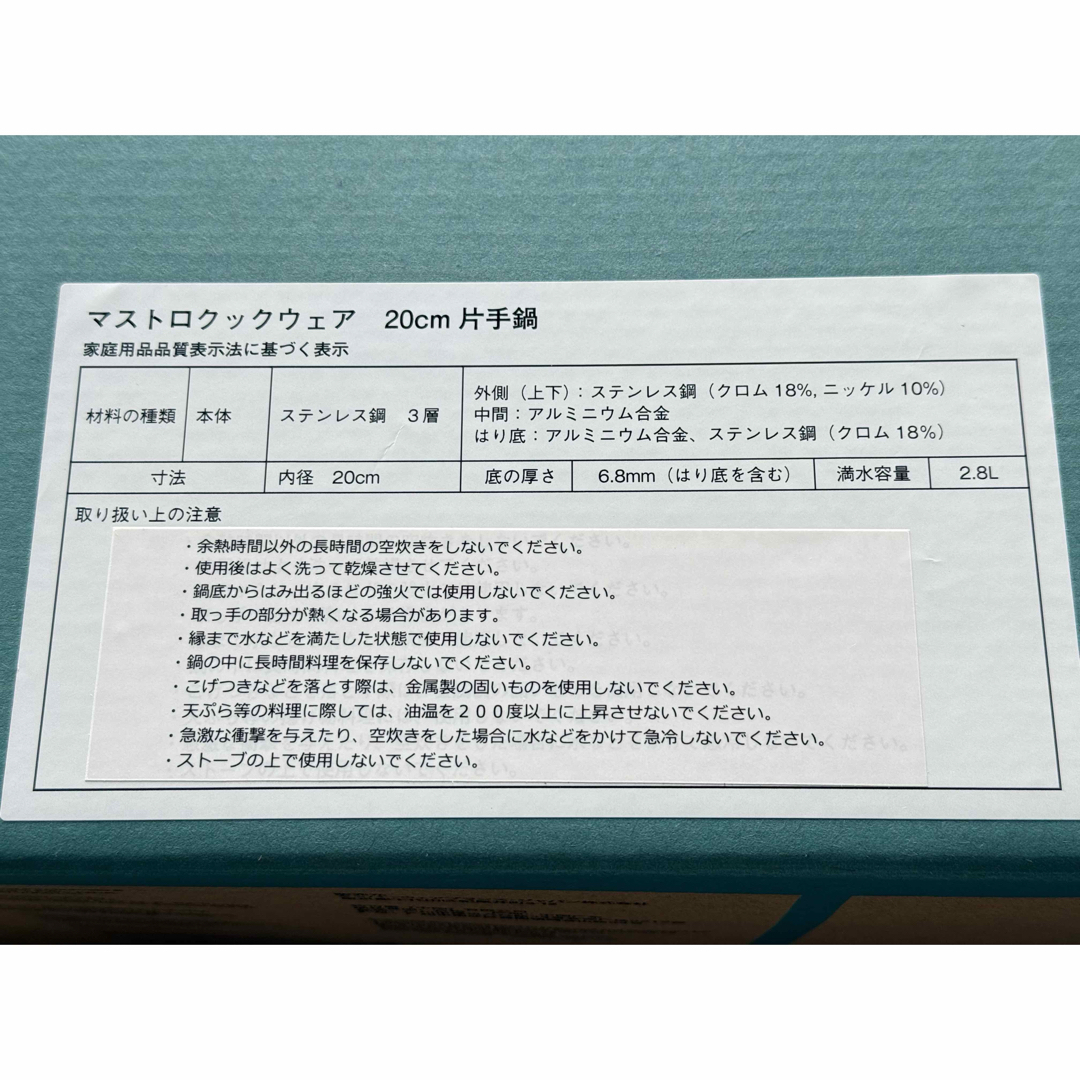 マストロクックウェア　20cm 片手鍋
家庭用品品質表示法に基づく表示
材料の種類 本体 ステンレス鋼　３層
外側（上下）：ステンレス鋼（クロム18%, ニッケル10%）
中間：アルミニウム合金
はり底：アルミニウム合金、ステンレス鋼（クロム18%）
寸法 内径　20cm 底の厚さ 6.8mm（はり底を含む） 満水容量 2.8L
取り扱い上の注意
・余熱時間以外の長時間の空炊きをしないでください。
・使用後はよく洗って乾燥させてください。
・鍋底からはみ出るほどの強火では使用しないでください。
・取っ手の部分が熱くなる場合があります。
・縁まで水などを満たした状態で使用しないでください。
・鍋の中に長時間料理を保存しないでください。
・こげつきなどを落とす際は、金属製の固いものを使用しないでください。
・天ぷら等の料理に際しては、油温を２００度以上に上昇させないでください。
・急激な衝撃を与えたり、空炊きをした場合に水などをかけて急冷しないでください。
・ストーブの上で使用しないでください。